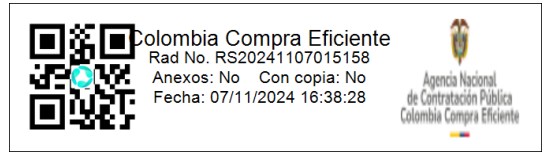 Colombia Compra Eficiente
Rad No. RS20241107015158
Anexos: No Con copia: No
Fecha: 07/11/2024 16:38:28
Agencia Nacional
de Contratación Pública
Colombia Compra Eficiente